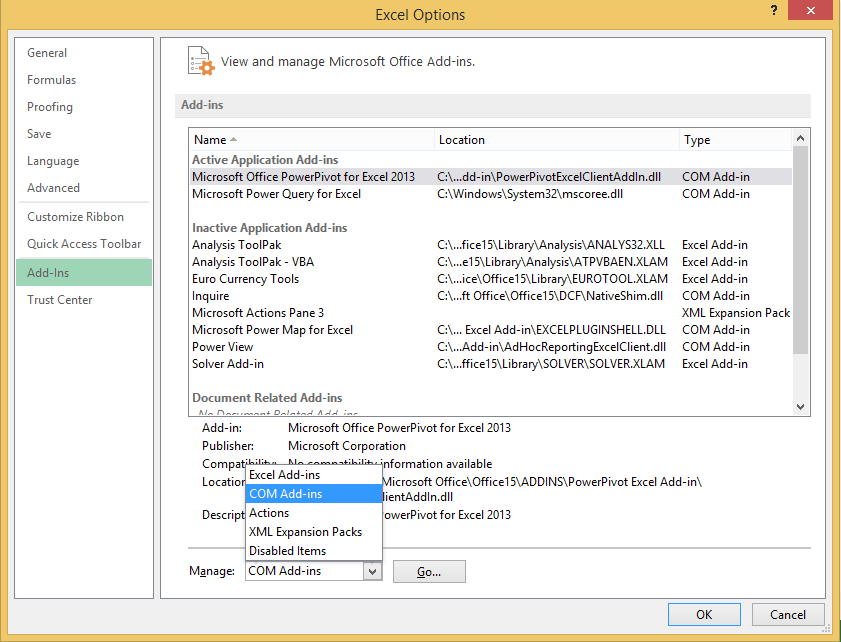 Excel Options
?
General
Formulas
Proofing
Save
Language
Advanced
Customize Ribbon
Quick Access Toolbar
Add-Ins
Trust Center
View and manage Microsoft Office Add-ins.
Add-ins
Name Location Type
Active Application Add-ins
Microsoft Office PowerPivot for Excel 2013 C:\...dd-in\PowerPivotExcelClientAddIn.dll COM Add-in
Microsoft Power Query for Excel C:\Windows\System32\mscoree.dll COM Add-in
Inactive Application Add-ins
Analysis ToolPak C:\...fice15\Library\Analysis\ANALYS32.XLL Excel Add-in
Analysis ToolPak - VBA C:\...e15\Library\Analysis\ATPVBAEN.XLAM Excel Add-in
Euro Currency Tools C:\...ice\Office15\Library\EUROTOOL.XLAM Excel Add-in
Inquire C:\...ft Office\Office15\DCF\NativeShim.dll COM Add-in
Microsoft Actions Pane 3 XML Expansion Pack
Microsoft Power Map for Excel C:\... Excel Add-in\EXCELPLUGINSHELL.DLL COM Add-in
Power View C:\...Add-in\AdHocReportingExcelClient.dll COM Add-in
Solver Add-in C:\...ffice15\Library\SOLVER\SOLVER.XLAM Excel Add-in
Document Related Add-ins
No Document Related Add-ins
Add-in: Microsoft Office PowerPivot for Excel 2013
Publisher: Microsoft Corporation
Compatibility: No compatibility information available
Location Microsoft Office\Office15\ADDINS\PowerPivot Excel Add-in\
lientAddIn.dll
Descript PowerPivot for Excel 2013
Excel Add-ins
COM Add-ins
Actions
XML Expansion Packs
Disabled Items
Manage: COM Add-ins Go...
OK Cancel